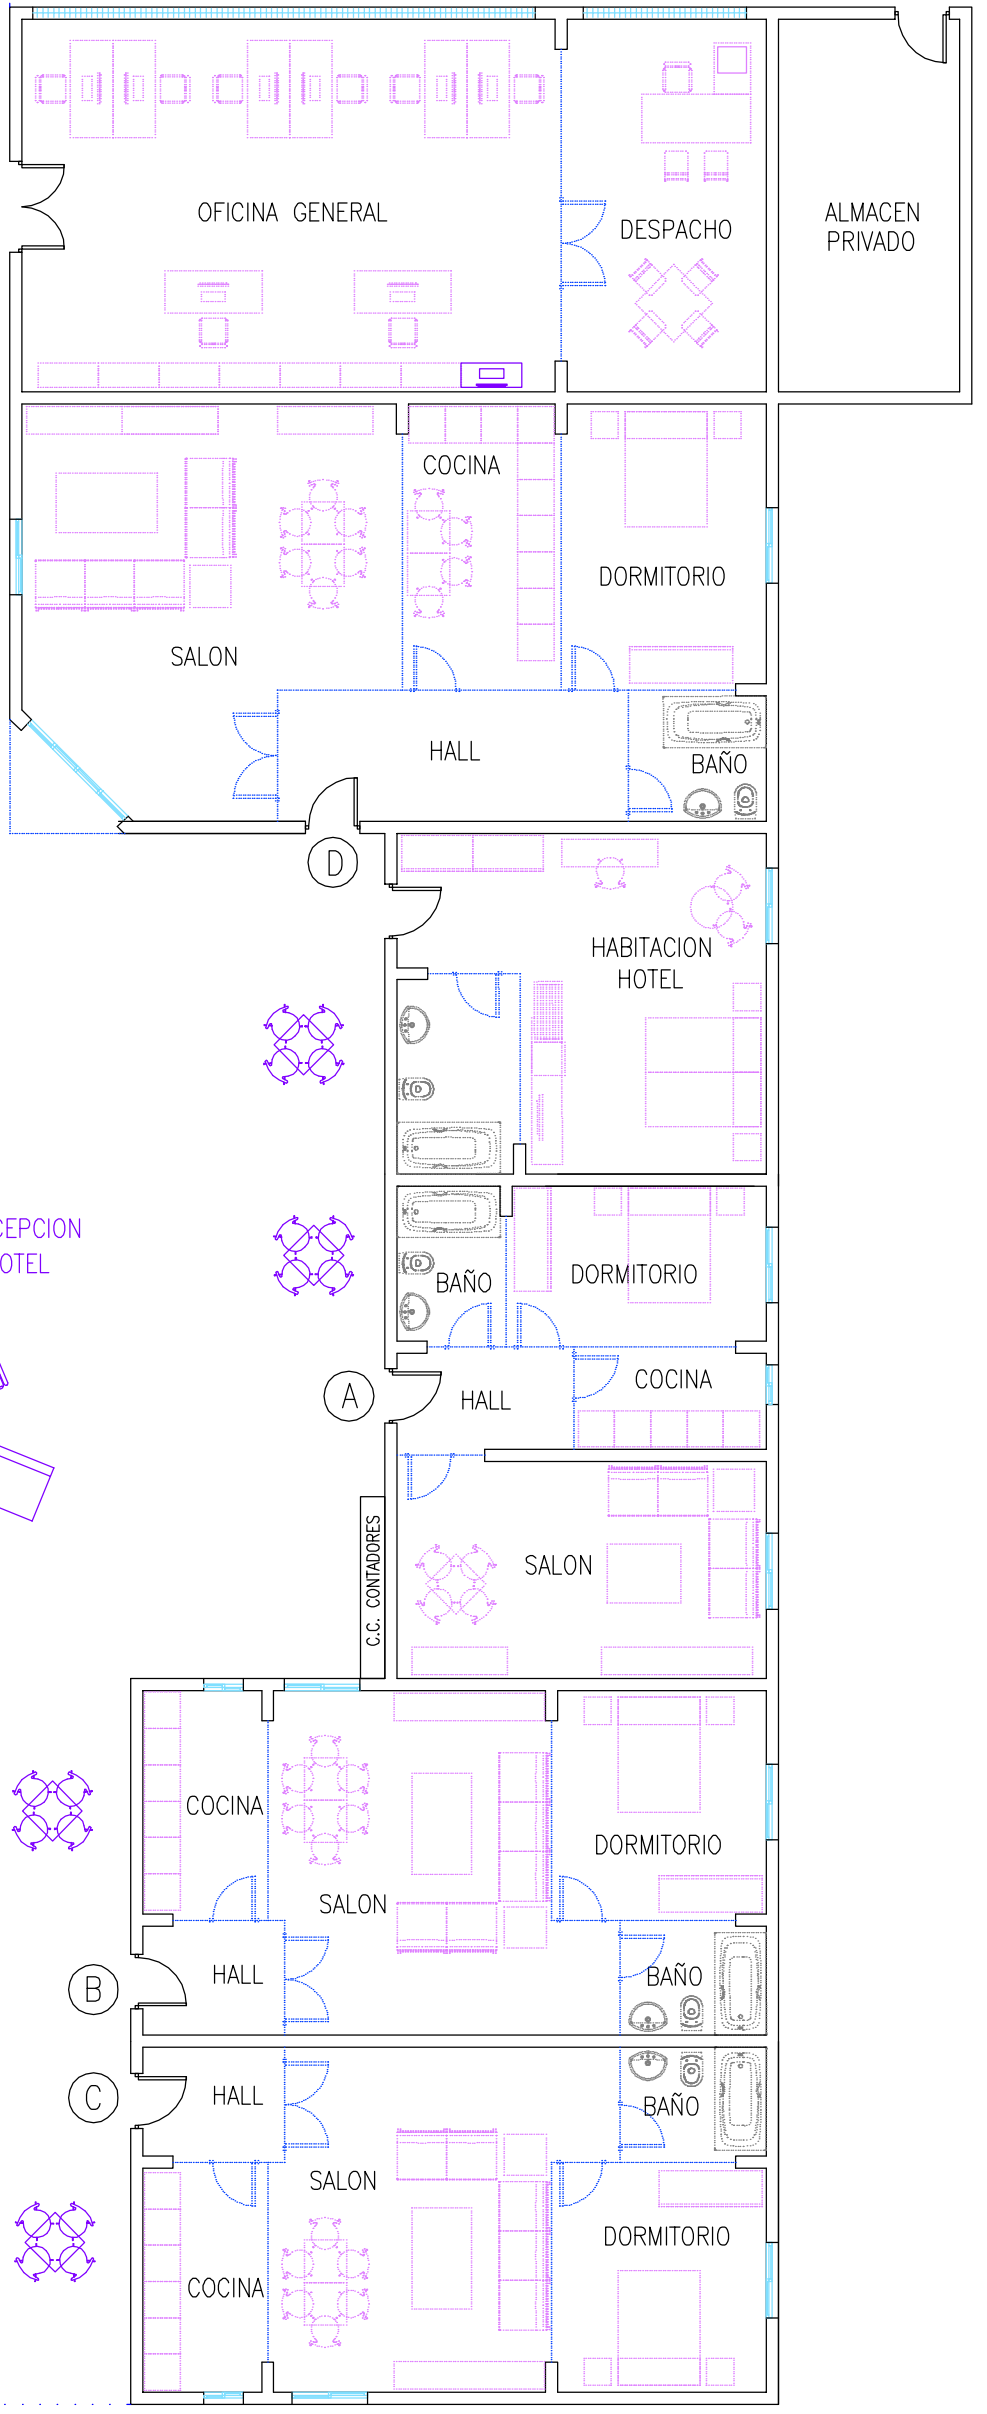 OFICINA GENERAL
DESPACHO
ALMACEN
PRIVADO
COCINA
DORMITORIO
SALON
HALL
BAÑO
D
HABITACION
HOTEL
CEPCION
OTEL
BAÑO
DORMITORIO
A
HALL
COCINA
C.C. CONTADORES
SALON
COCINA
DORMITORIO
SALON
B
HALL
BAÑO
C
HALL
BAÑO
SALON
DORMITORIO
COCINA